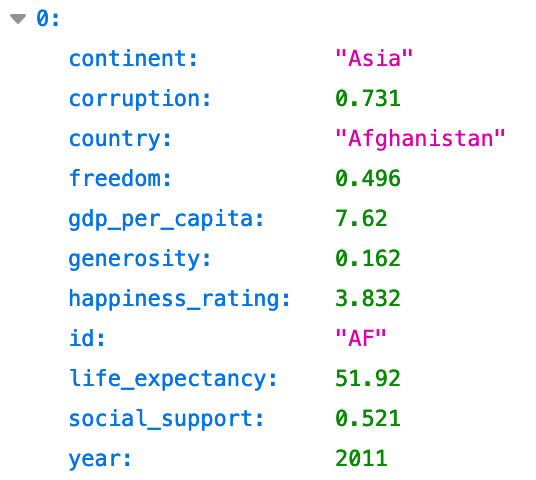 0:
continent: "Asia"
corruption: 0.731
country: "Afghanistan"
freedom: 0.496
gdp_per_capita: 7.62
generosity: 0.162
happiness_rating: 3.832
id: "AF"
life_expectancy: 51.92
social_support: 0.521
year: 2011